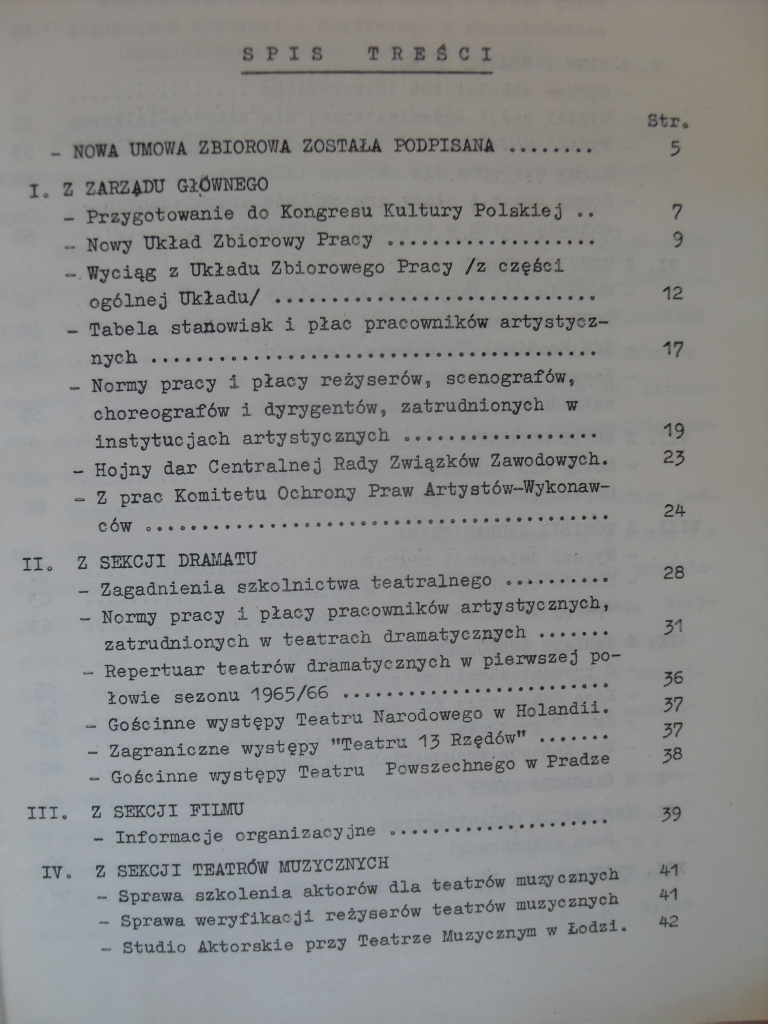 SPIS TREŚCI
Str.
- NOWA UMOWA ZBIOROWA ZOSTAŁA PODPISANA ........ 5
I. Z ZARZĄDU GŁÓWNEGO
- Przygotowanie do Kongresu Kultury Polskiej .. 7
- Nowy Układ Zbiorowy Pracy ................... 9
- Wyciąg z Układu Zbiorowego Pracy /z części
ogólnej Układu/ ............................. 12
- Tabela stanowisk i płac pracowników artystycz-
nych ........................................ 17
- Normy pracy i płacy reżyserów, scenografów,
choreografów i dyrygentów, zatrudnionych w
instytucjach artystycznych .................. 19
- Hojny dar Centralnej Rady Związków Zawodowych. 23
- Z prac Komitetu Ochrony Praw Artystów-Wykonaw-
ców ......................................... 24
II. Z SEKCJI DRAMATU
- Zagadnienia szkolnictwa teatralnego .......... 28
- Normy pracy i płacy pracowników artystycznych,
zatrudnionych w teatrach dramatycznych ....... 31
- Repertuar teatrów dramatycznych w pierwszej po-
łowie sezonu 1965/66 ........................ 36
- Gościnne występy Teatru Narodowego w Holandii. 37
- Zagraniczne występy "Teatru 13 Rzędów" ....... 37
- Gościnne występy Teatru Powszechnego w Pradze 38
III. Z SEKCJI FILMU
- Informacje organizacyjne .................... 39
IV. Z SEKCJI TEATRÓW MUZYCZNYCH
- Sprawa szkolenia aktorów dla teatrów muzycznych 41
- Sprawa weryfikacji reżyserów teatrów muzycznych 41
- Studio Aktorskie przy Teatrze Muzycznym w Łodzi. 42